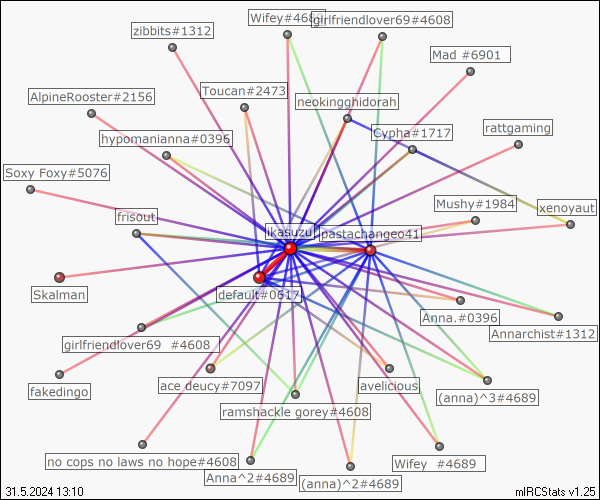 Wifey#4689
girlfriendlover69#4608
zibbits#1312
Mad #6901
Toucan#2473
AlpineRooster#2156
neokingghidorah
hypomanianna#0396
Cypha#1717
rattgaming
Soxy Foxy#5076
Mushy#1984
xenoyaut
frisout
ikasuzu
pastachangeo41
Skalman
default#0617
Anna.#0396
Annarchist#1312
girlfriendlover69 #4608
fakedingo
ace deucy#7097
avelicious
(anna)^3#4689
ramshackle gorey#4608
no cops no laws no hope#4608
Anna^2#4689
(anna)^2#4689
Wifey #4689
31.5.2024 13:10
mIRCStats v1.25